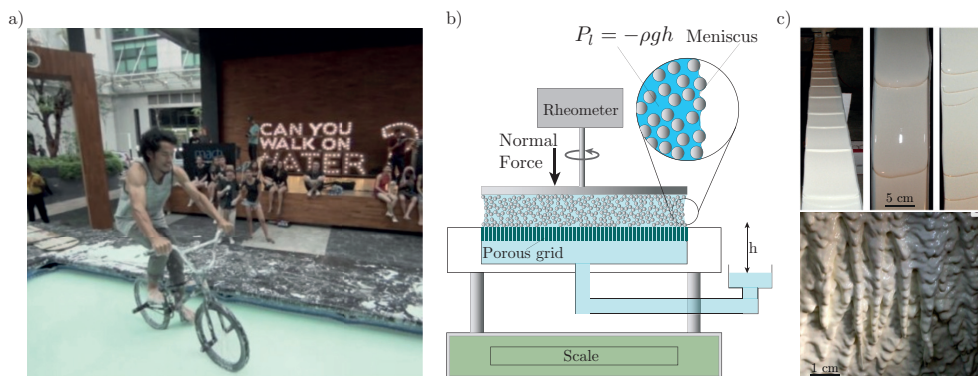 a)
CAN YOU
WALK ON
WATER ?
b)
P_l = −ρgh
Meniscus
Rheometer
Normal
Force
Porous grid
h
Scale
c)
5 cm
1 cm